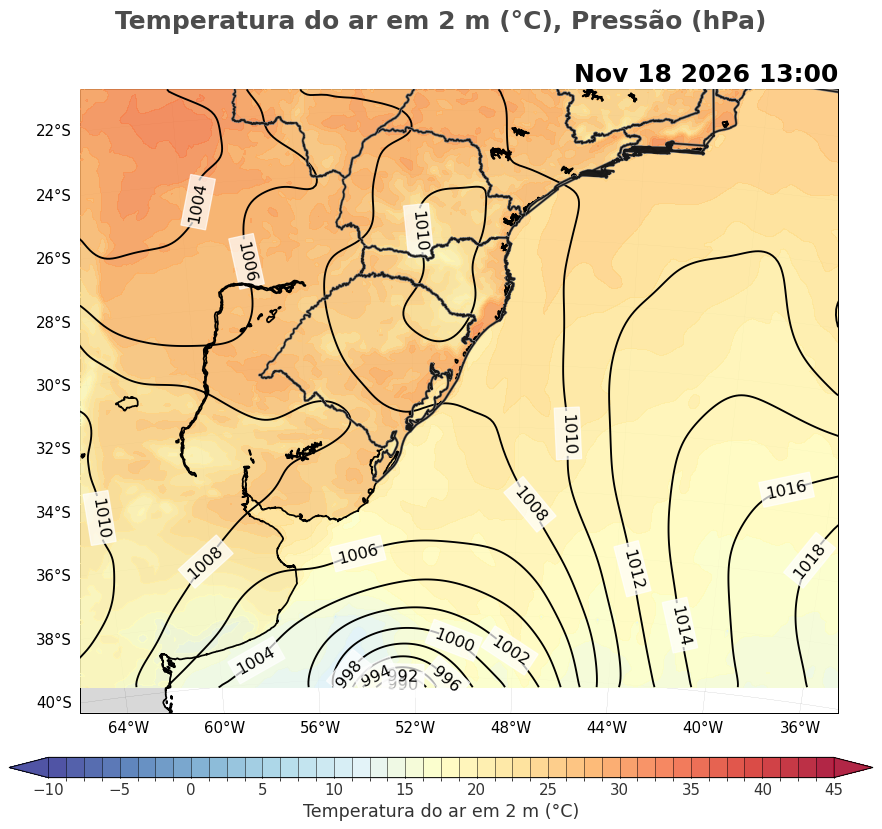 Temperatura do ar em 2 m (°C), Pressão (hPa)
Nov 18 2026 13:00
22°S
24°S
26°S
28°S
30°S
32°S
34°S
36°S
38°S
40°S
1004
1006
1010
1010
1010
1008
1016
1008
1006
1012
1018
1014
1004
1000
1002
998
994
992
996
990
64°W
60°W
56°W
52°W
48°W
44°W
40°W
36°W
−10
−5
0
5
10
15
20
25
30
35
40
45
Temperatura do ar em 2 m (°C)